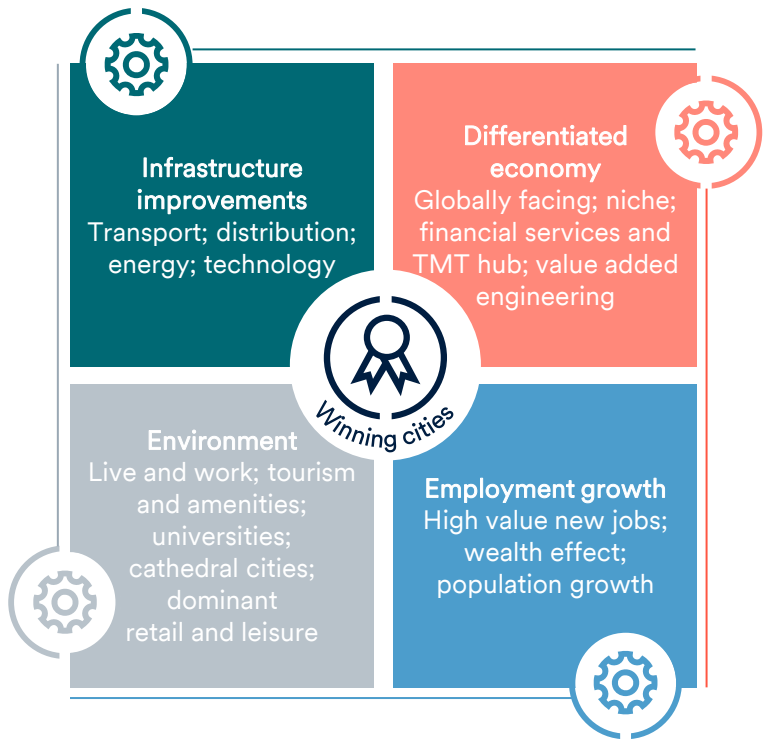 Infrastructure
improvements
Transport; distribution;
energy; technology
Differentiated
economy
Globally facing; niche;
financial services and
TMT hub; value added
engineering
Winning cities
Environment
Live and work; tourism
and amenities;
universities;
cathedral cities;
dominant
retail and leisure
Employment growth
High value new jobs;
wealth effect;
population growth